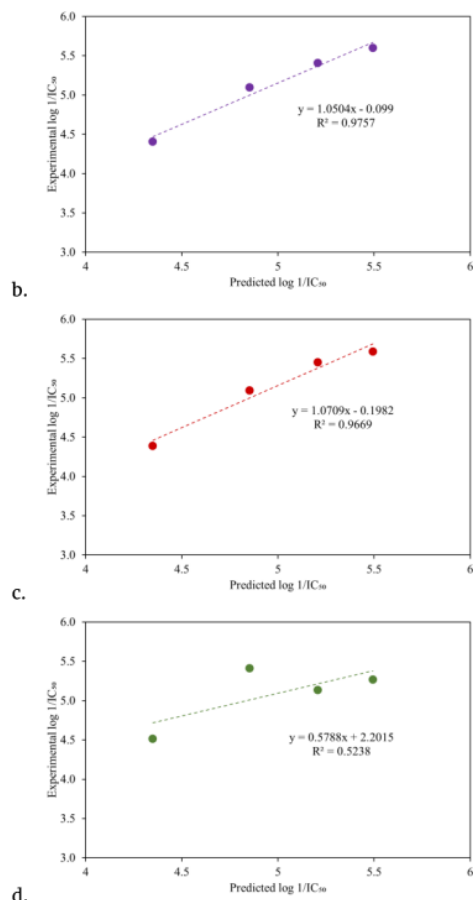 6.0
5.5
5.0
4.5
4.0
3.5
3.0
Experimental log 1/IC₅₀
y = 1.0504x - 0.099
R² = 0.9757
4 4.5 5 5.5 6
Predicted log 1/IC₅₀
b.
6.0
5.5
5.0
4.5
4.0
3.5
3.0
Experimental log 1/IC₅₀
y = 1.0709x - 0.1982
R² = 0.9669
4 4.5 5 5.5 6
Predicted log 1/IC₅₀
c.
6.0
5.5
5.0
4.5
4.0
3.5
3.0
Experimental log 1/IC₅₀
y = 0.5788x + 2.2015
R² = 0.5238
4 4.5 5 5.5 6
Predicted log 1/IC₅₀
d.